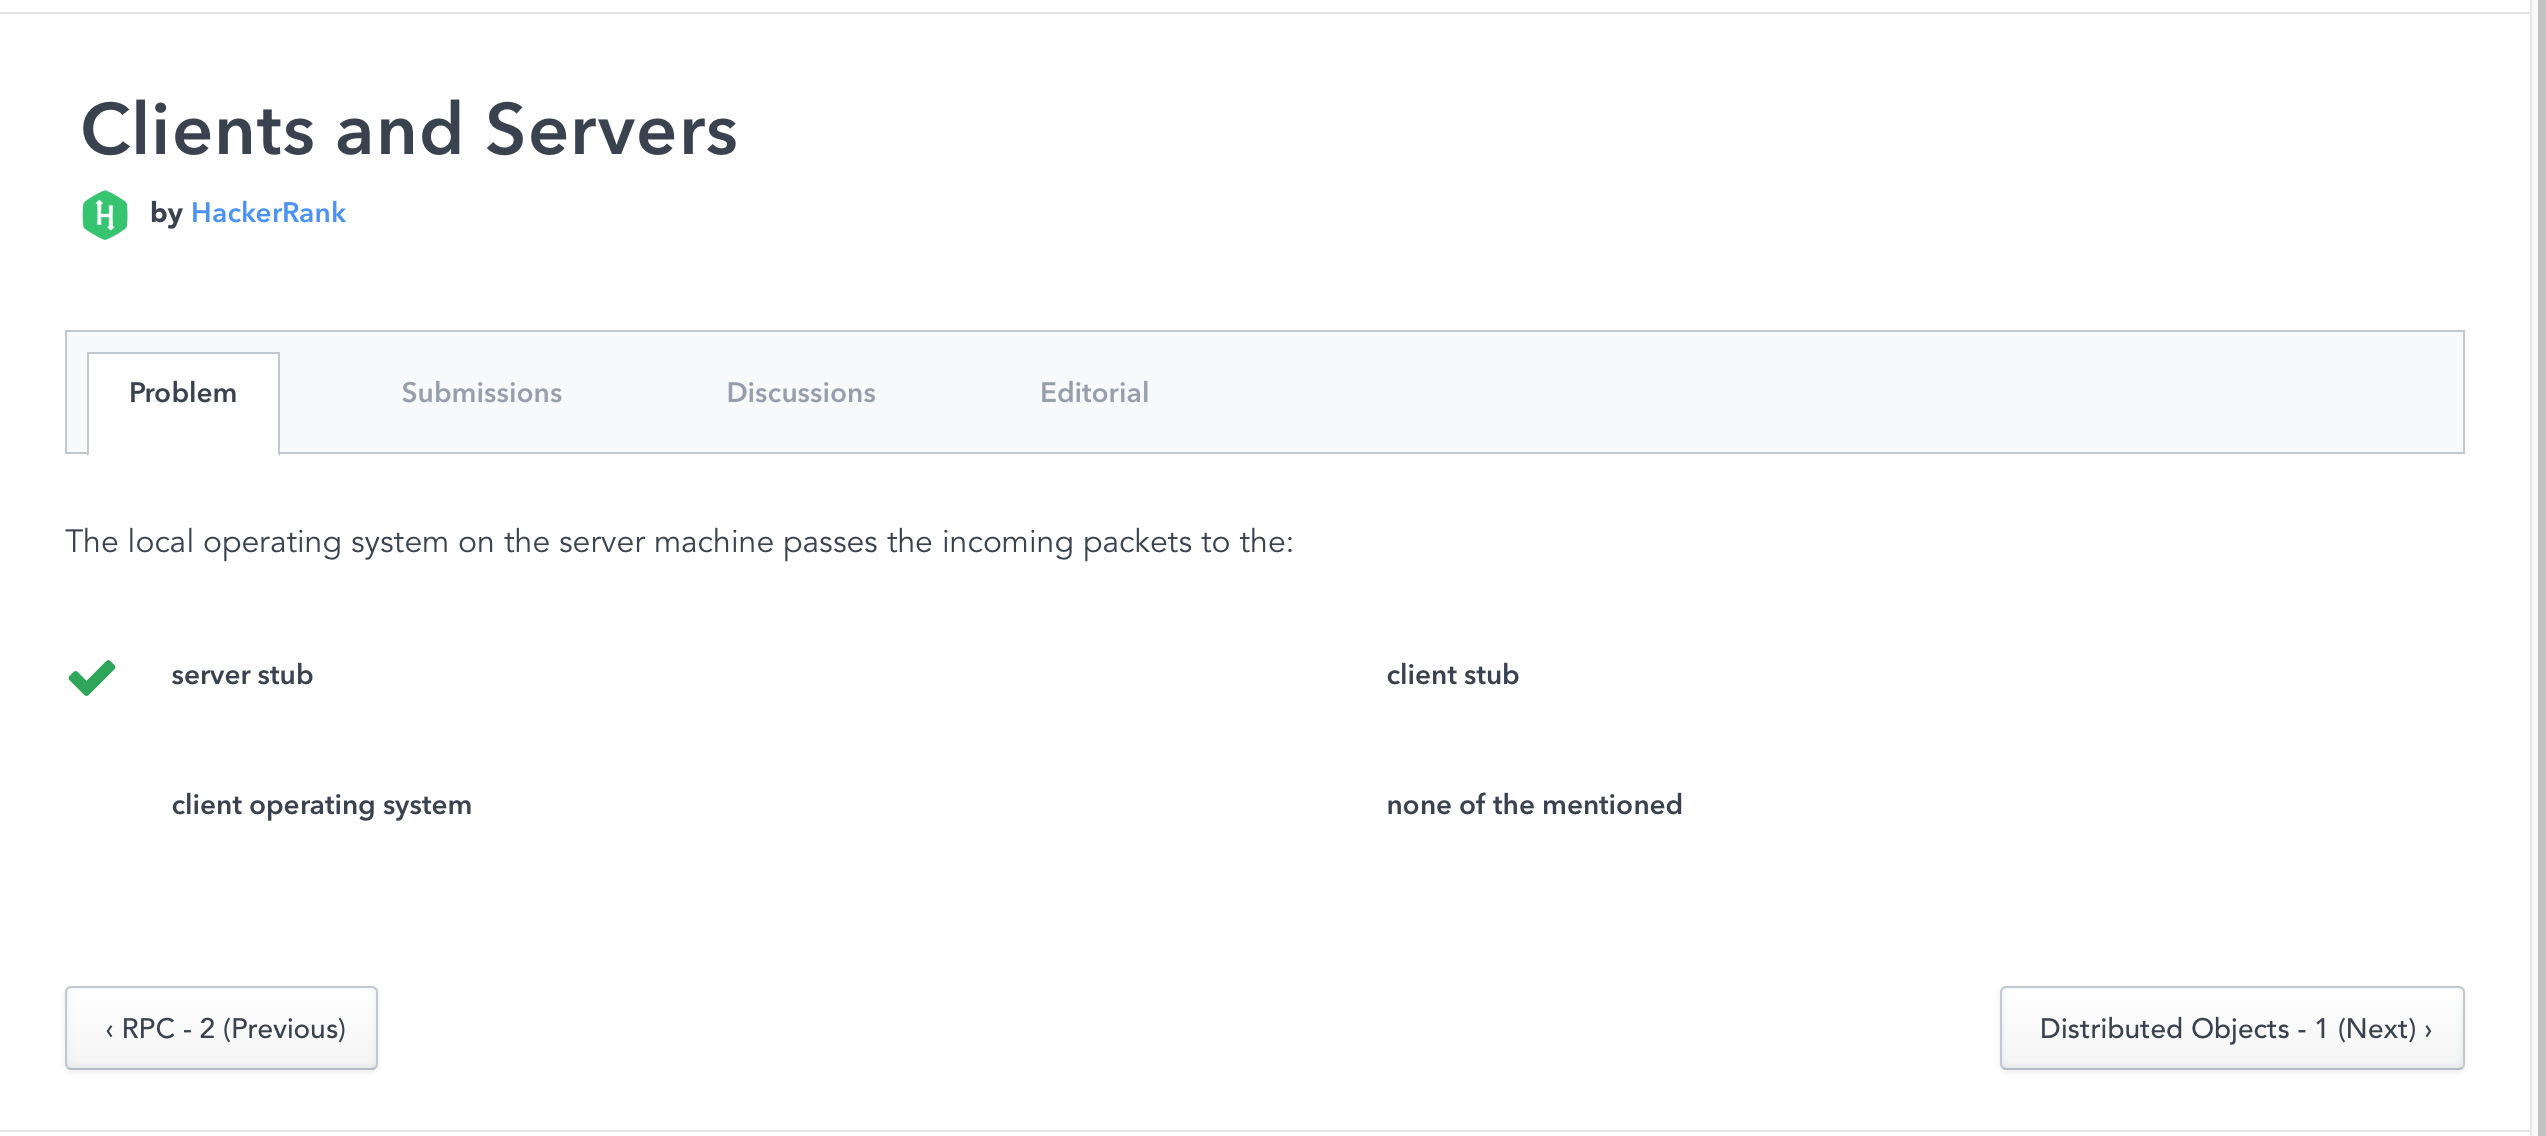 Clients and Servers
by HackerRank
Problem Submissions Discussions Editorial
The local operating system on the server machine passes the incoming packets to the:
server stub client stub
client operating system none of the mentioned
‹ RPC - 2 (Previous) Distributed Objects - 1 (Next) ›